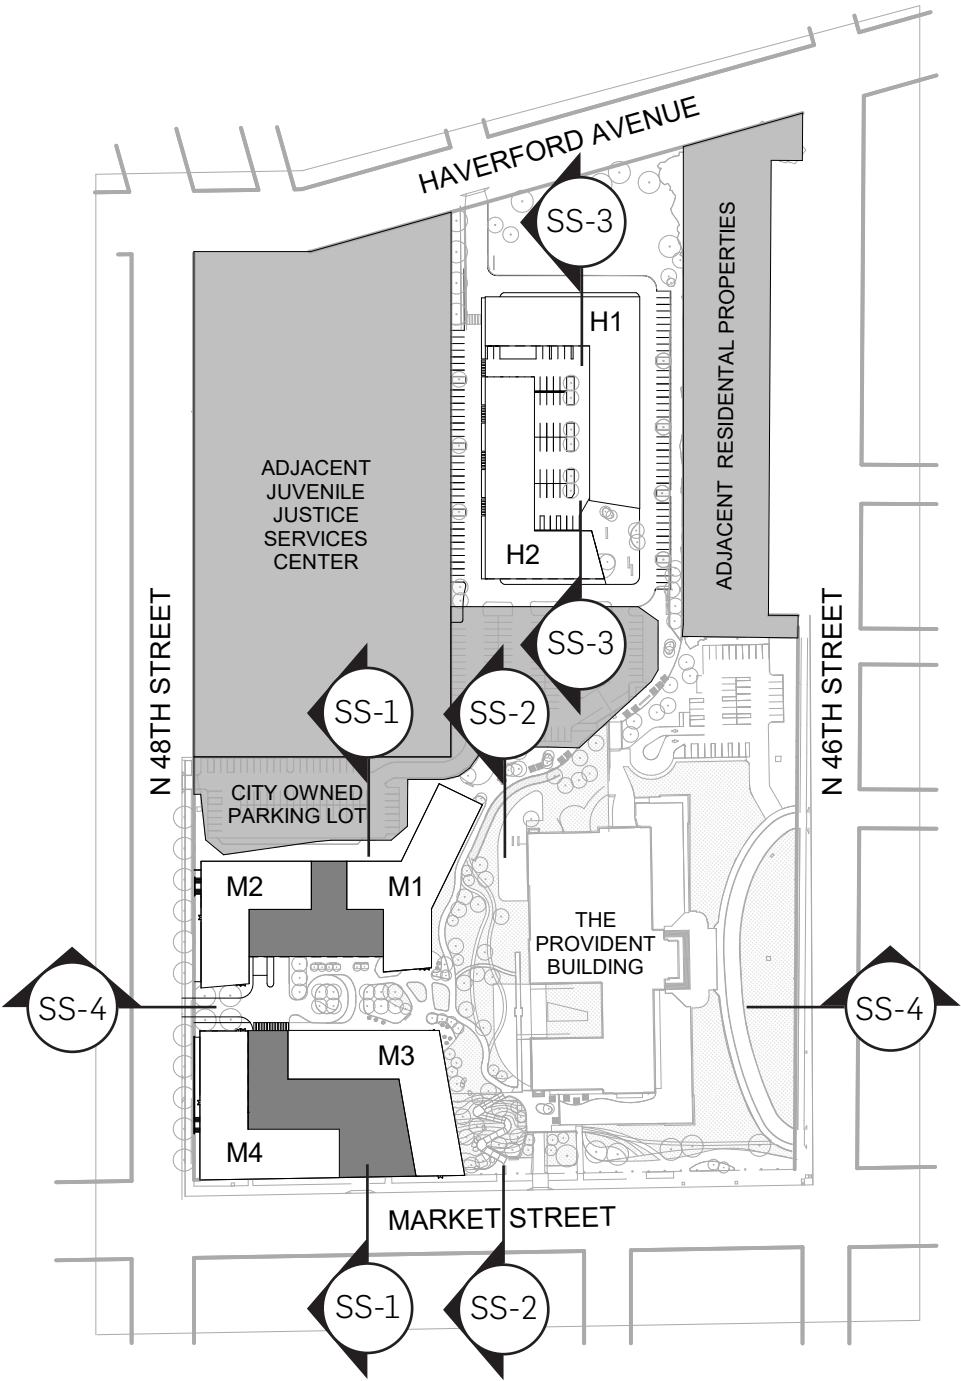 HAVERFORD AVENUE
SS-3
H1
ADJACENT RESIDENTAL PROPERTIES
ADJACENT
JUVENILE
JUSTICE
SERVICES
CENTER
H2
N 48TH STREET
N 46TH STREET
SS-3
SS-1
SS-2
CITY OWNED
PARKING LOT
M2
M1
THE
PROVIDENT
BUILDING
SS-4
SS-4
M3
M4
MARKET STREET
SS-1
SS-2